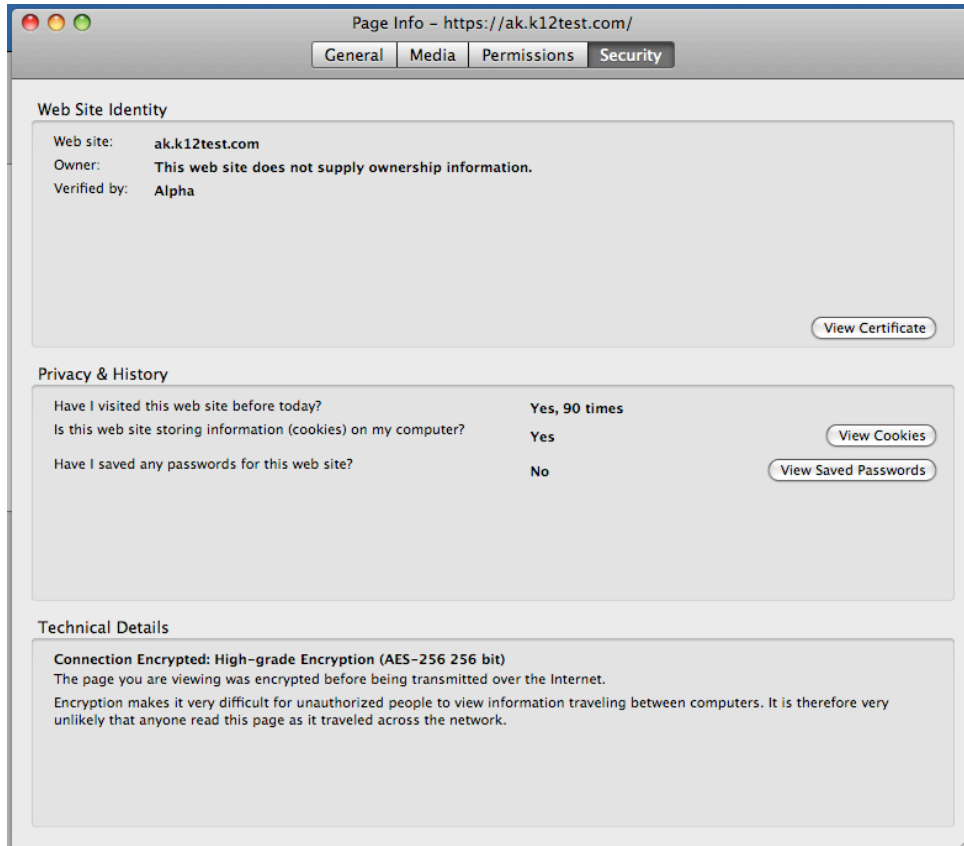 Page Info – https://ak.k12test.com/
General Media Permissions Security
Web Site Identity
Web site: ak.k12test.com
Owner: This web site does not supply ownership information.
Verified by: Alpha
View Certificate
Privacy & History
Have I visited this web site before today? Yes, 90 times
Is this web site storing information (cookies) on my computer? Yes View Cookies
Have I saved any passwords for this web site? No View Saved Passwords
Technical Details
Connection Encrypted: High-grade Encryption (AES-256 256 bit)
The page you are viewing was encrypted before being transmitted over the Internet.
Encryption makes it very difficult for unauthorized people to view information traveling between computers. It is therefore very
unlikely that anyone read this page as it traveled across the network.